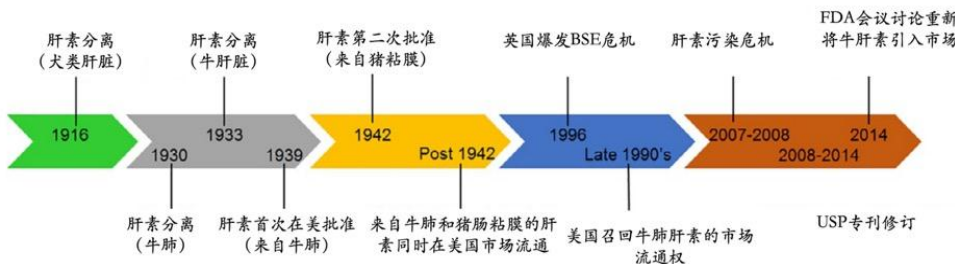 肝素分离
（犬类肝脏）
肝素分离
（牛肝脏）
肝素第二次批准
（来自猪粘膜）
英国爆发BSE危机
肝素污染危机
FDA会议讨论重新
将牛肝素引入市场
1916
1933
1942
1996
2007-2008
2014
1930
1939
Post 1942
Late 1990's
2008-2014
肝素分离
（牛肺）
肝素首次在美批准
（来自牛肺）
来自牛肺和猪肠粘膜的肝
素同时在美国市场流通
美国召回牛肺肝素的市场
流通权
USP专刊修订